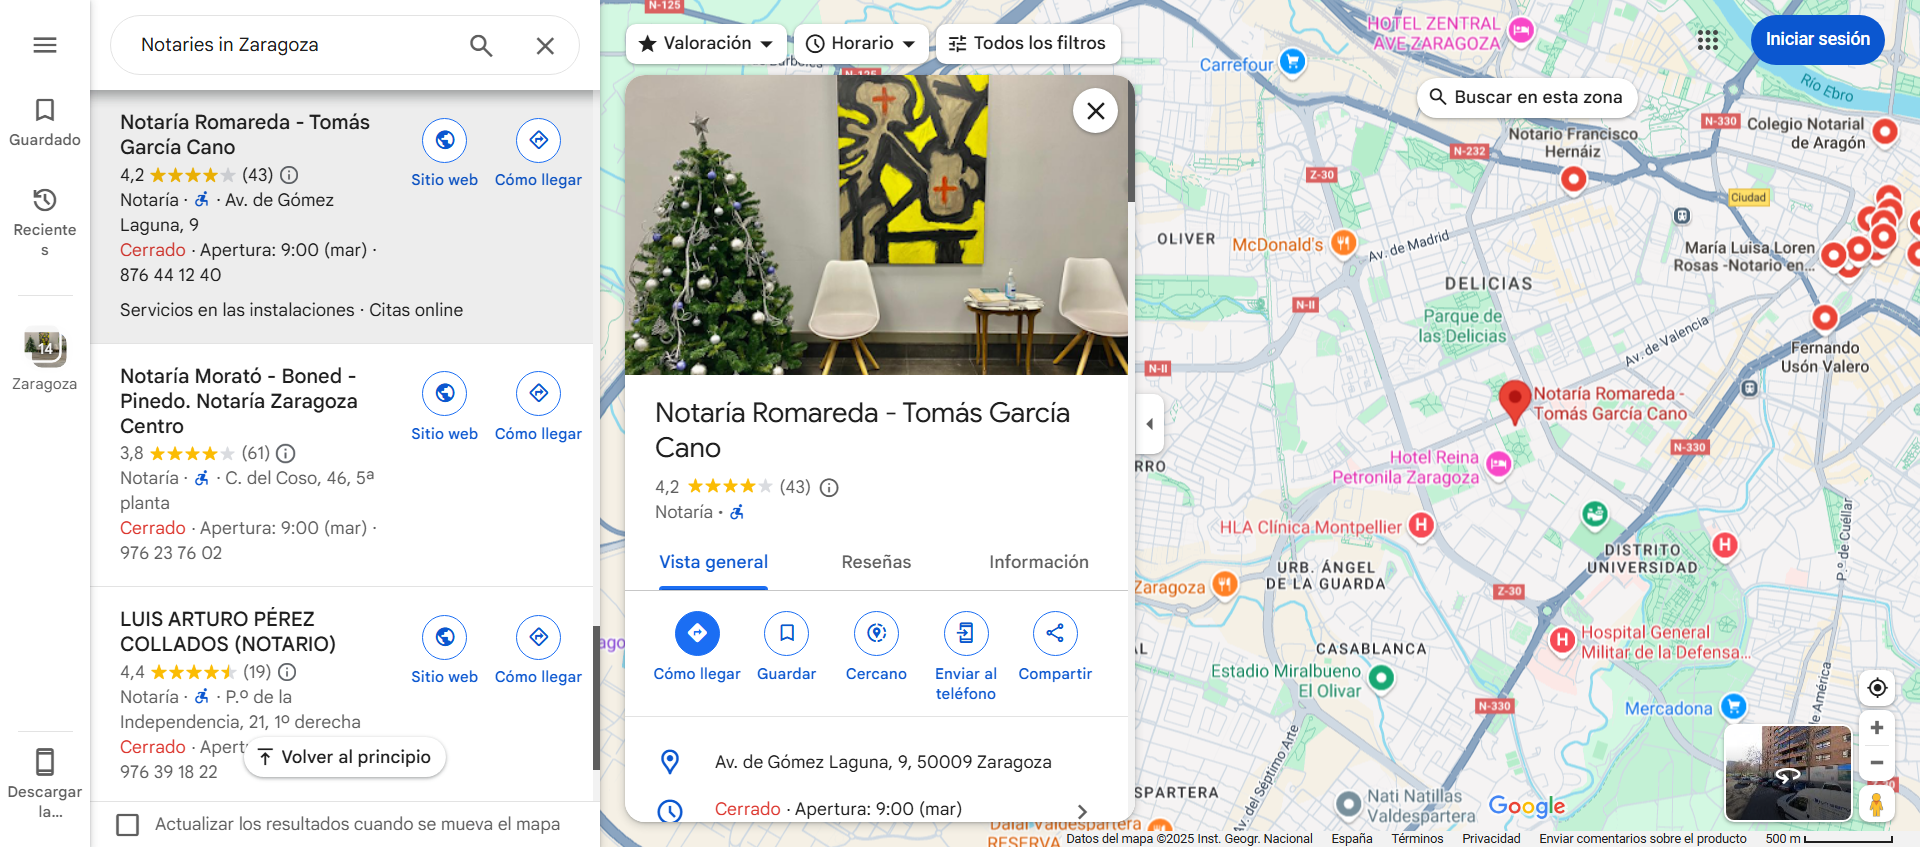 Notaries in Zaragoza
Guardado
Reciente
s
14
Zaragoza
Descargar
la...
Notaría Romareda - Tomás
García Cano
4,2 (43)
Notaría · · Av. de Gómez
Laguna, 9
Cerrado · Apertura: 9:00 (mar) ·
876 44 12 40
Servicios en las instalaciones · Citas online
Sitio web
Cómo llegar
Notaría Morató - Boned -
Pinedo. Notaría Zaragoza
Centro
3,8 (61)
Notaría · · C. del Coso, 46, 5ª
planta
Cerrado · Apertura: 9:00 (mar) ·
976 23 76 02
Sitio web
Cómo llegar
LUIS ARTURO PÉREZ
COLLADOS (NOTARIO)
4,4 (19)
Notaría · · P.º de la
Independencia, 21, 1º derecha
Cerrado ·
976 39 18 22
Sitio web
Cómo llegar
Volver al principio
Actualizar los resultados cuando se mueva el mapa
Valoración
Horario
Todos los filtros
Notaría Romareda - Tomás García
Cano
4,2 (43)
Notaría ·
Vista general
Reseñas
Información
Cómo llegar
Guardar
Cercano
Enviar al
teléfono
Compartir
Av. de Gómez Laguna, 9, 50009 Zaragoza
Cerrado · Apertura: 9:00 (mar)
N-125
N-125
HOTEL ZENTRAL
AVE ZARAGOZA
Carrefour
Iniciar sesión
Río Ebro
Buscar en esta zona
N-330
Colegio Notarial
de Aragón
Notario Francisco
Hernáiz
N-232
Z-30
Ciudad
OLIVER
McDonald's
Av. de Madrid
María Luisa Loren
Rosas -Notario en...
DELICIAS
N-II
Parque de
las Delicias
Av. de Valencia
Fernando
Usón Valero
N-II
Notaría Romareda -
Tomás García Cano
N-330
Hotel Reina
Petronila Zaragoza
HLA Clínica Montpellier
P.º de Cuéllar
DISTRITO
UNIVERSIDAD
URB. ÁNGEL
DE LA GUARDA
Zaragoza
Z-30
Hospital General
Militar de la Defensa...
CASABLANCA
Estadio Miralbueno
El Olivar
N-330
Mercadona
Av. del Séptimo Arte
Nati Natillas
Valdespartera
Google
Datos del mapa ©2025 Inst. Geogr. Nacional
España
Términos
Privacidad
Enviar comentarios sobre el producto
500 m